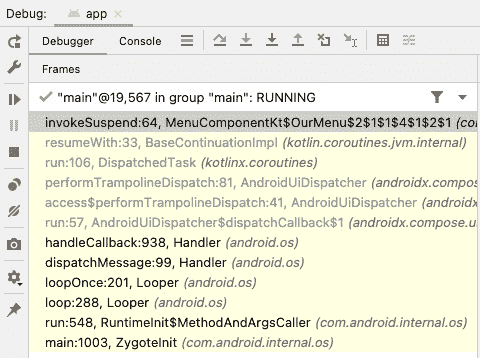 Debug: app
Debugger Console
Frames
"main"@19,567 in group "main": RUNNING
invokeSuspend:64, MenuComponentKt$OurMenu$2$1$1$4$1$2$1 (co
resumeWith:33, BaseContinuationImpl (kotlin.coroutines.jvm.internal)
run:106, DispatchedTask (kotlinx.coroutines)
performTrampolineDispatch:81, AndroidUiDispatcher (androidx.compos
access$performTrampolineDispatch:41, AndroidUiDispatcher (androidx
run:57, AndroidUiDispatcher$dispatchCallback$1 (androidx.compose.u
handleCallback:938, Handler (android.os)
dispatchMessage:99, Handler (android.os)
loopOnce:201, Looper (android.os)
loop:288, Looper (android.os)
run:548, RuntimeInit$MethodAndArgsCaller (com.android.internal.os)
main:1003, ZygoteInit (com.android.internal.os)